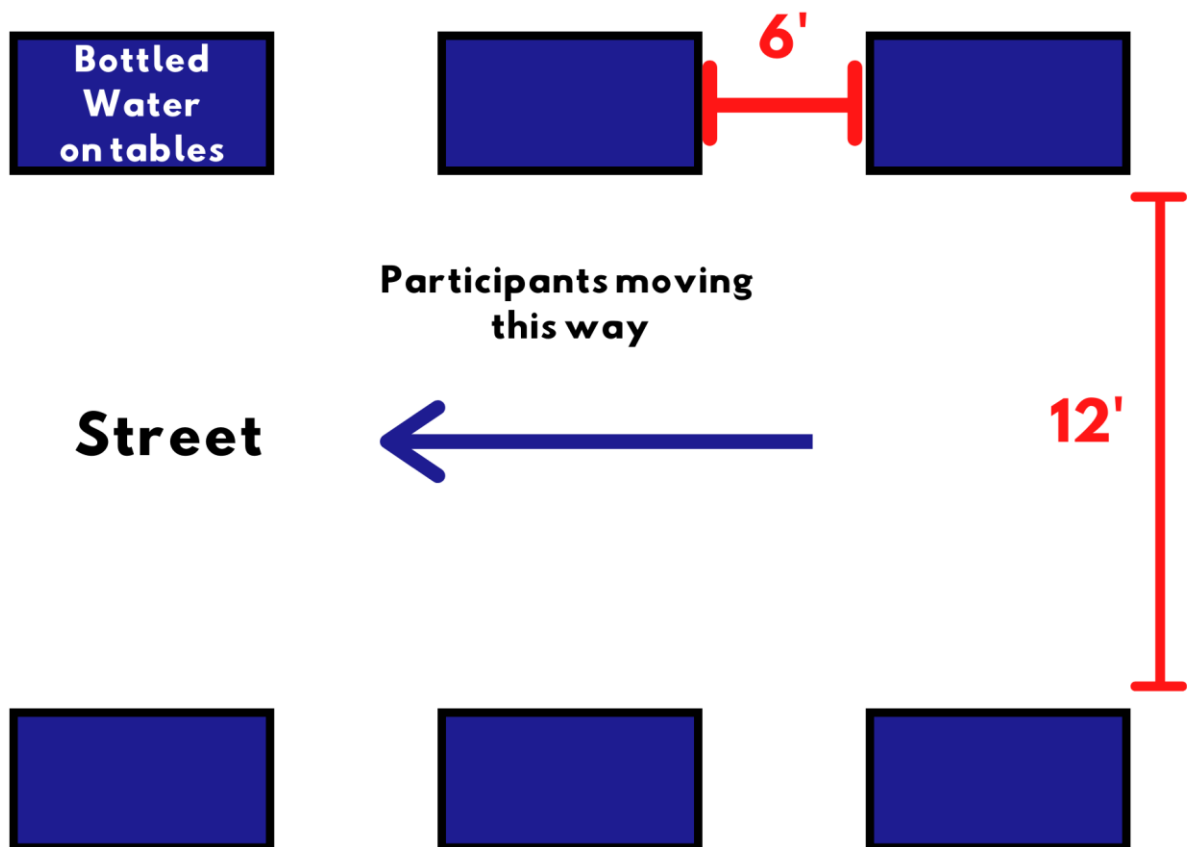 Bottled
Water
on tables
6'
Participants moving
this way
Street
12'